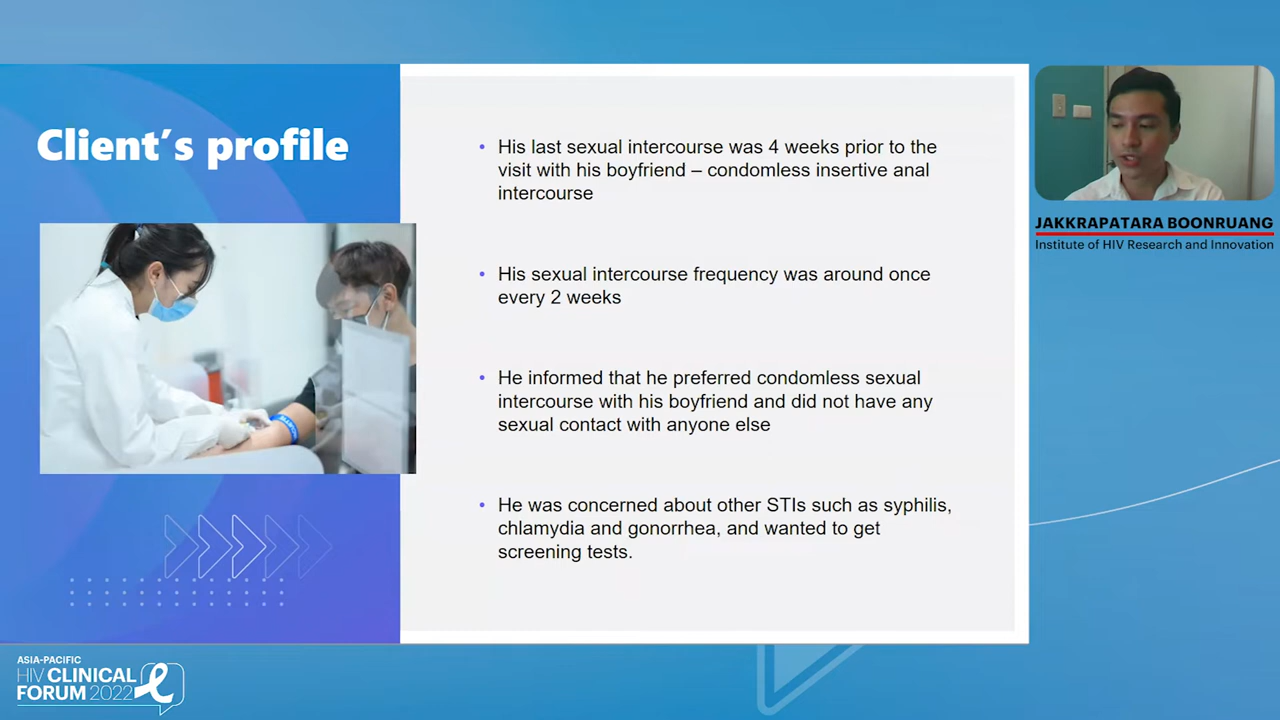 Client's profile
• His last sexual intercourse was 4 weeks prior to the
visit with his boyfriend – condomless insertive anal
intercourse
• His sexual intercourse frequency was around once
every 2 weeks
• He informed that he preferred condomless sexual
intercourse with his boyfriend and did not have any
sexual contact with anyone else
• He was concerned about other STIs such as syphilis,
chlamydia and gonorrhea, and wanted to get
screening tests.
JAKKRAPATARA BOONRUANG
Institute of HIV Research and Innovation
ASIA-PACIFIC
HIV CLINICAL
FORUM 2022